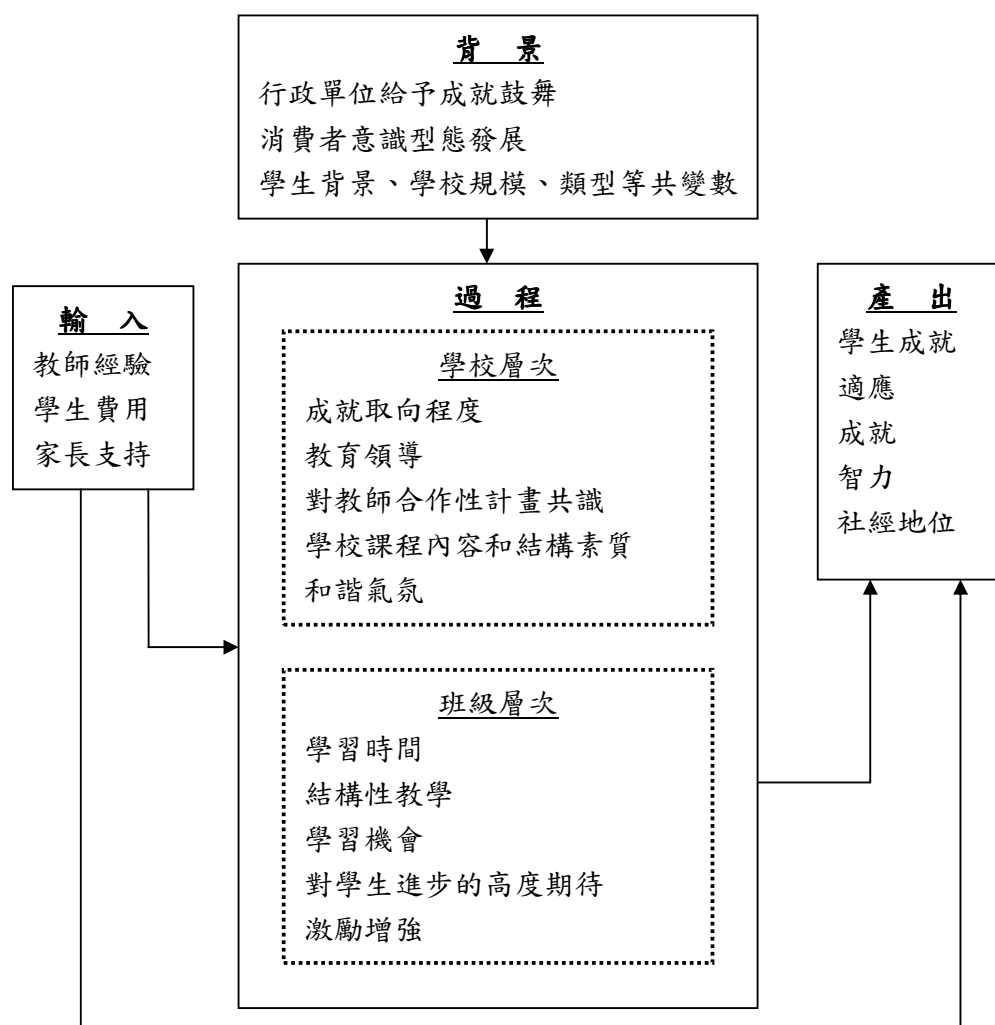 背 景
行政單位給予成就鼓舞
消費者意識型態發展
學生背景、學校規模、類型等共變數
輸 入
教師經驗
學生費用
家長支持
過 程
學校層次
成就取向程度
教育領導
對教師合作性計畫共識
學校課程內容和結構素質
和諧氣氛
班級層次
學習時間
結構性教學
學習機會
對學生進步的高度期待
激勵增強
產 出
學生成就
適應
成就
智力
社經地位